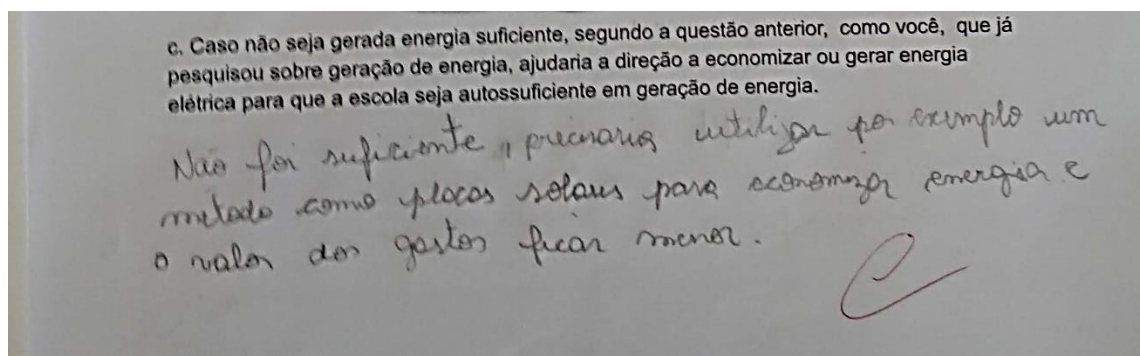 c. Caso não seja gerada energia suficiente, segundo a questão anterior, como você, que já
pesquisou sobre geração de energia, ajudaria a direção a economizar ou gerar energia
elétrica para que a escola seja autossuficiente em geração de energia.
Não foi suficiente, precisaria utilizar por exemplo um
metodo como placas solares para economizar energia e
o valor dos gastos ficar menor.
C